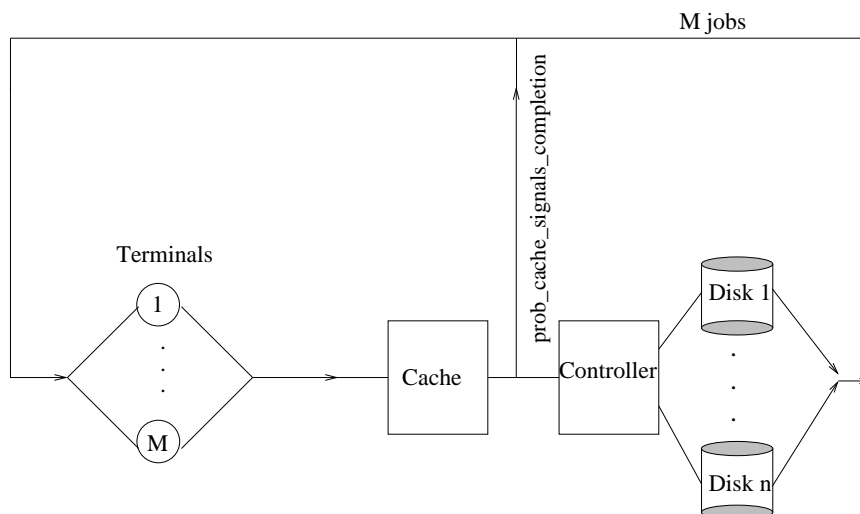 M jobs
prob_cache_signals_completion
Terminals
1
M
Cache
Controller
Disk 1
Disk n